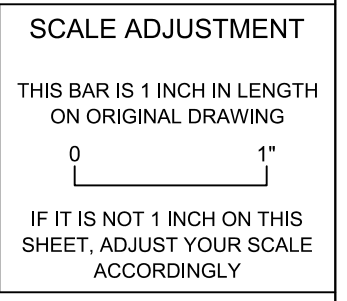 SCALE ADJUSTMENT
THIS BAR IS 1 INCH IN LENGTH
ON ORIGINAL DRAWING
0 1"
IF IT IS NOT 1 INCH ON THIS
SHEET, ADJUST YOUR SCALE
ACCORDINGLY